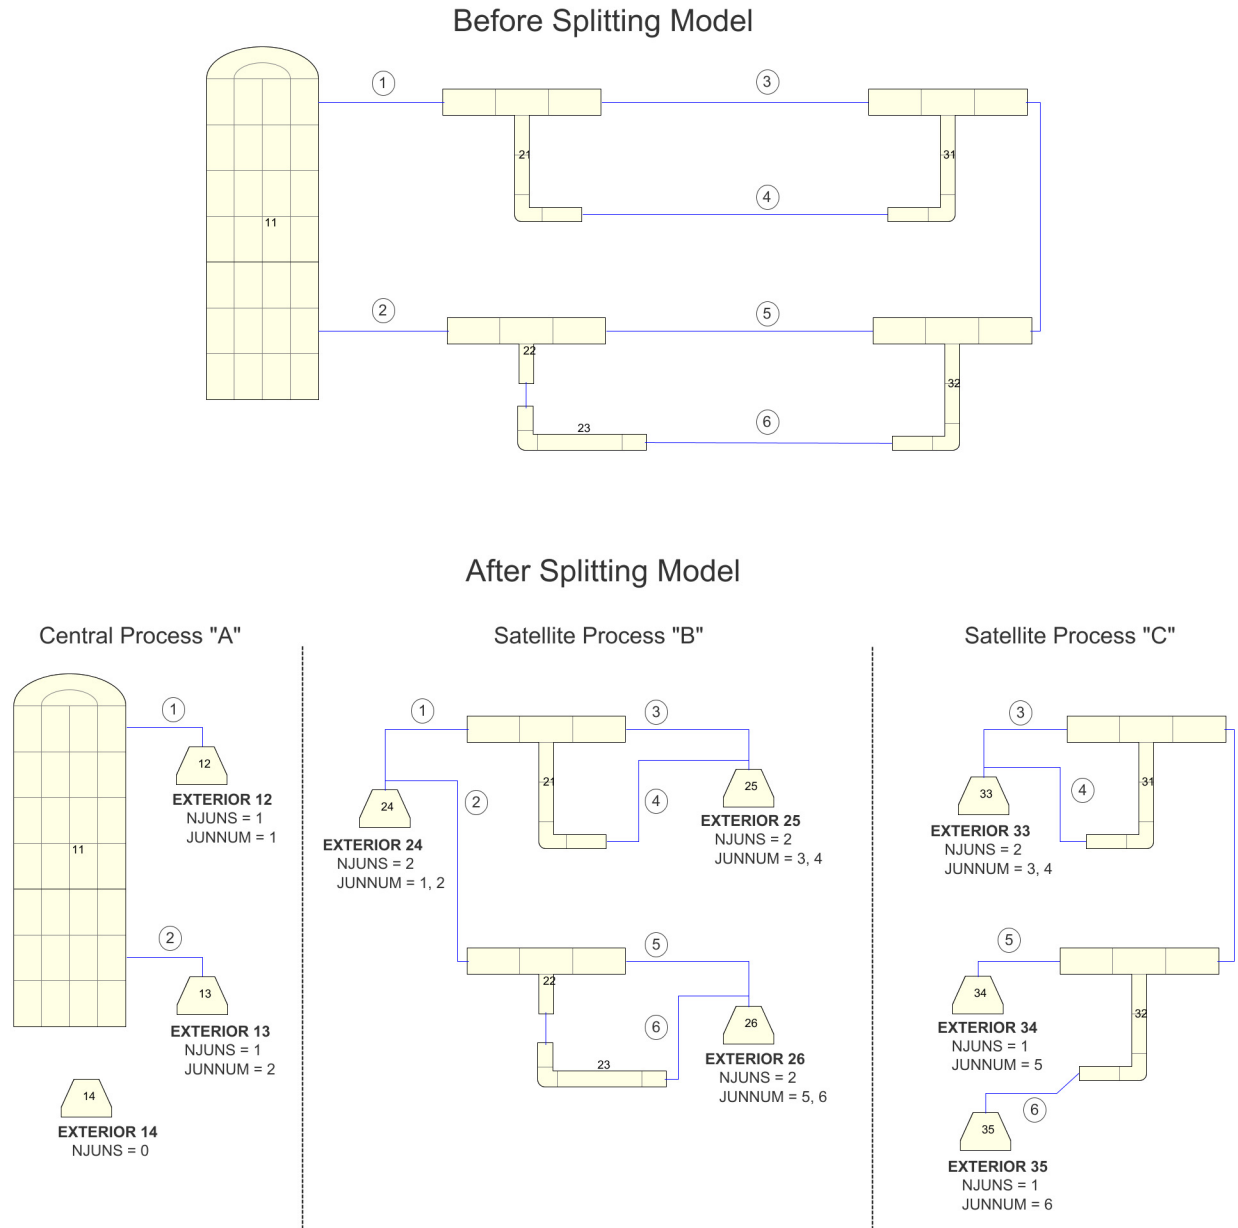 Before Splitting Model
1
3
21
31
4
11
2
5
22
32
23
6
After Splitting Model
Central Process "A"
Satellite Process "B"
Satellite Process "C"
1
12
EXTERIOR 12
NJUNS = 1
JUNNUM = 1
11
2
13
EXTERIOR 13
NJUNS = 1
JUNNUM = 2
14
EXTERIOR 14
NJUNS = 0
1
3
21
2
4
24
EXTERIOR 24
NJUNS = 2
JUNNUM = 1, 2
25
EXTERIOR 25
NJUNS = 2
JUNNUM = 3, 4
5
22
6
26
23
EXTERIOR 26
NJUNS = 2
JUNNUM = 5, 6
3
31
4
33
EXTERIOR 33
NJUNS = 2
JUNNUM = 3, 4
5
34
32
EXTERIOR 34
NJUNS = 1
JUNNUM = 5
6
35
EXTERIOR 35
NJUNS = 1
JUNNUM = 6